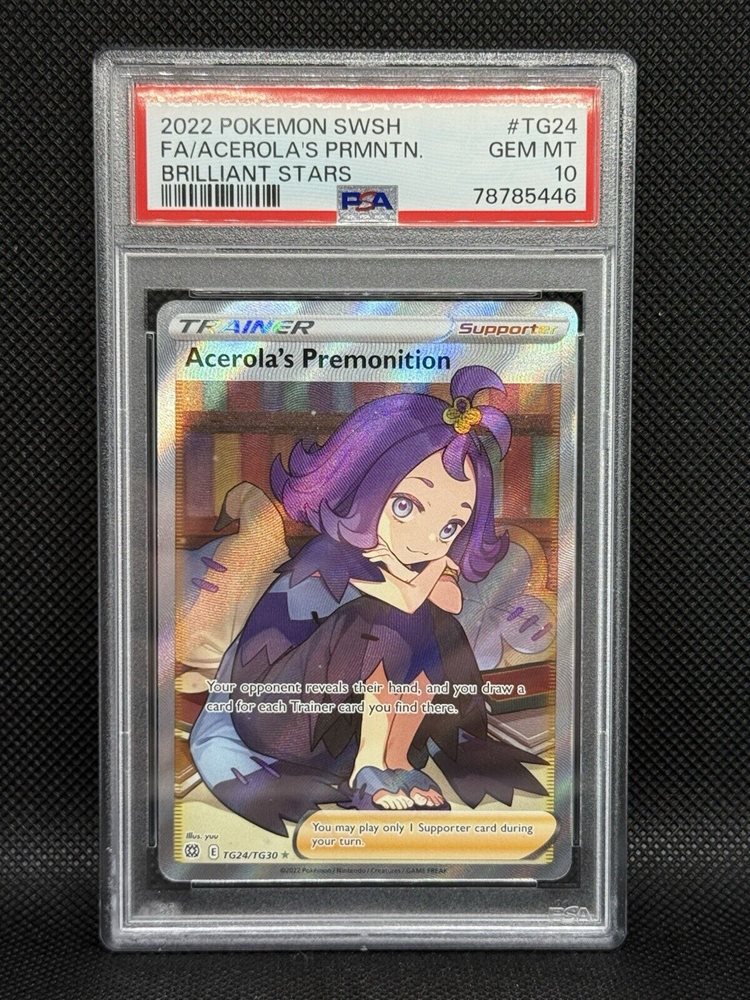 2022 POKEMON SWSH #TG24
FA/ACEROLA'S PRMNTN. GEM MT
BRILLIANT STARS 10
PSA 78785446
TRAINER Supporter
Acerola's Premonition
Your opponent reveals their hand, and you draw a
card for each Trainer card you find there.
You may play only 1 Supporter card during
your turn.
Illus. yuu
E TG24/TG30
©2022 Pokémon / Nintendo / Creatures / GAME FREAK
PSA